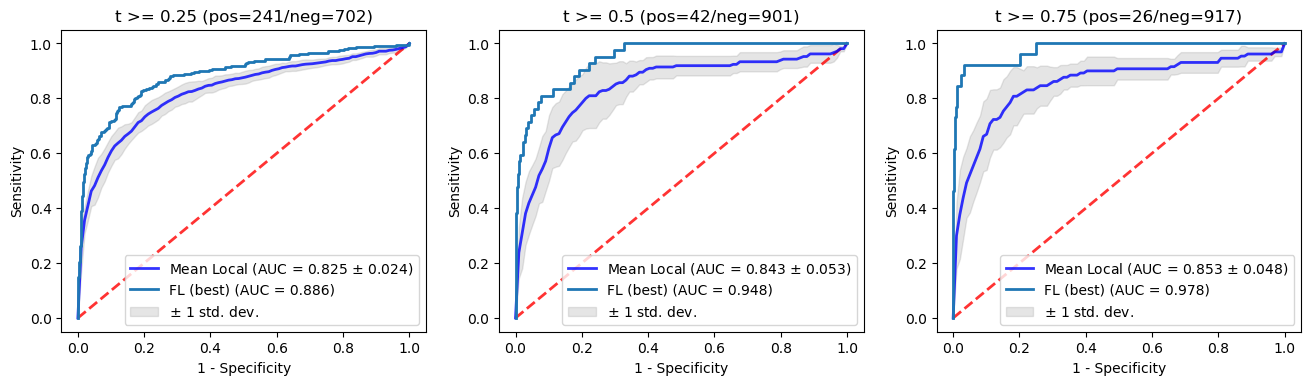 t >= 0.25 (pos=241/neg=702)
1.0
0.8
0.6
0.4
0.2
0.0
Sensitivity
Mean Local (AUC = 0.825 ± 0.024)
FL (best) (AUC = 0.886)
± 1 std. dev.
0.0 0.2 0.4 0.6 0.8 1.0
1 - Specificity
t >= 0.5 (pos=42/neg=901)
1.0
0.8
0.6
0.4
0.2
0.0
Sensitivity
Mean Local (AUC = 0.843 ± 0.053)
FL (best) (AUC = 0.948)
± 1 std. dev.
0.0 0.2 0.4 0.6 0.8 1.0
1 - Specificity
t >= 0.75 (pos=26/neg=917)
1.0
0.8
0.6
0.4
0.2
0.0
Sensitivity
Mean Local (AUC = 0.853 ± 0.048)
FL (best) (AUC = 0.978)
± 1 std. dev.
0.0 0.2 0.4 0.6 0.8 1.0
1 - Specificity